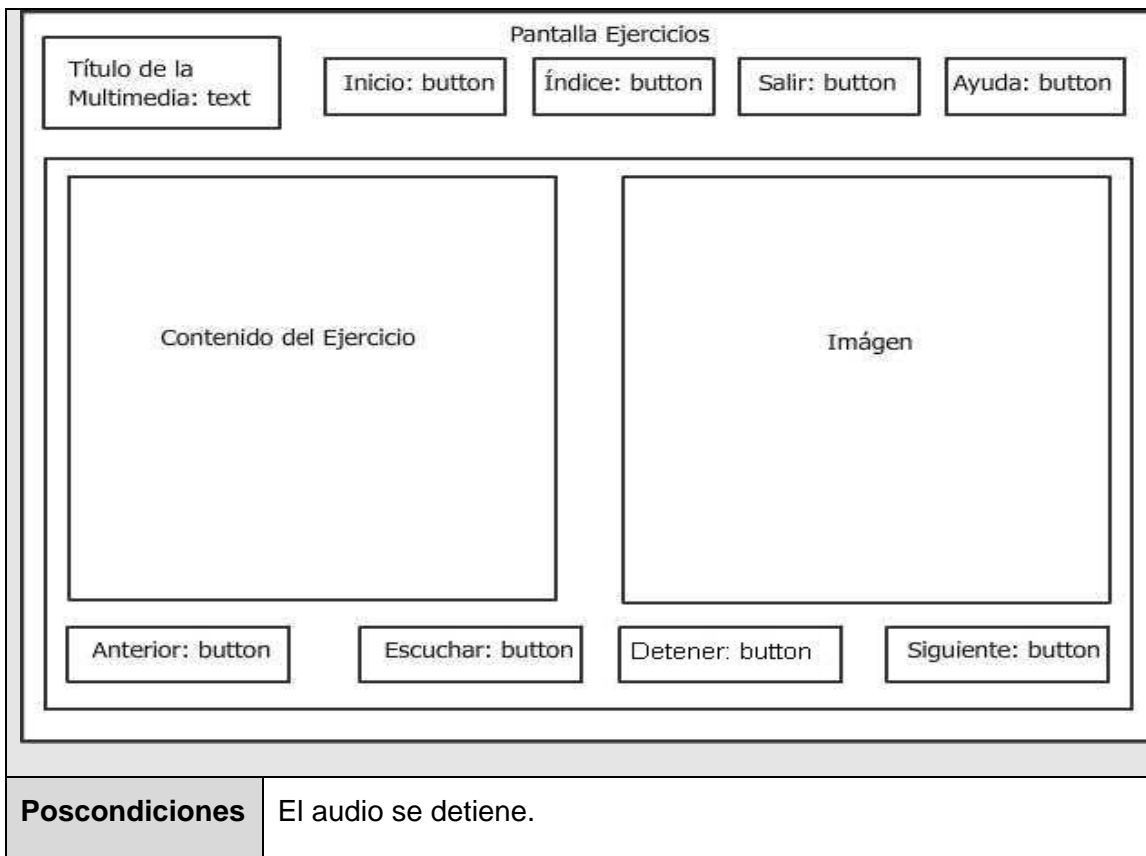 Pantalla Ejercicios
Título de la
Multimedia: text
Inicio: button
Índice: button
Salir: button
Ayuda: button
Contenido del Ejercicio
Imágen
Anterior: button
Escuchar: button
Detener: button
Siguiente: button
Poscondiciones
El audio se detiene.